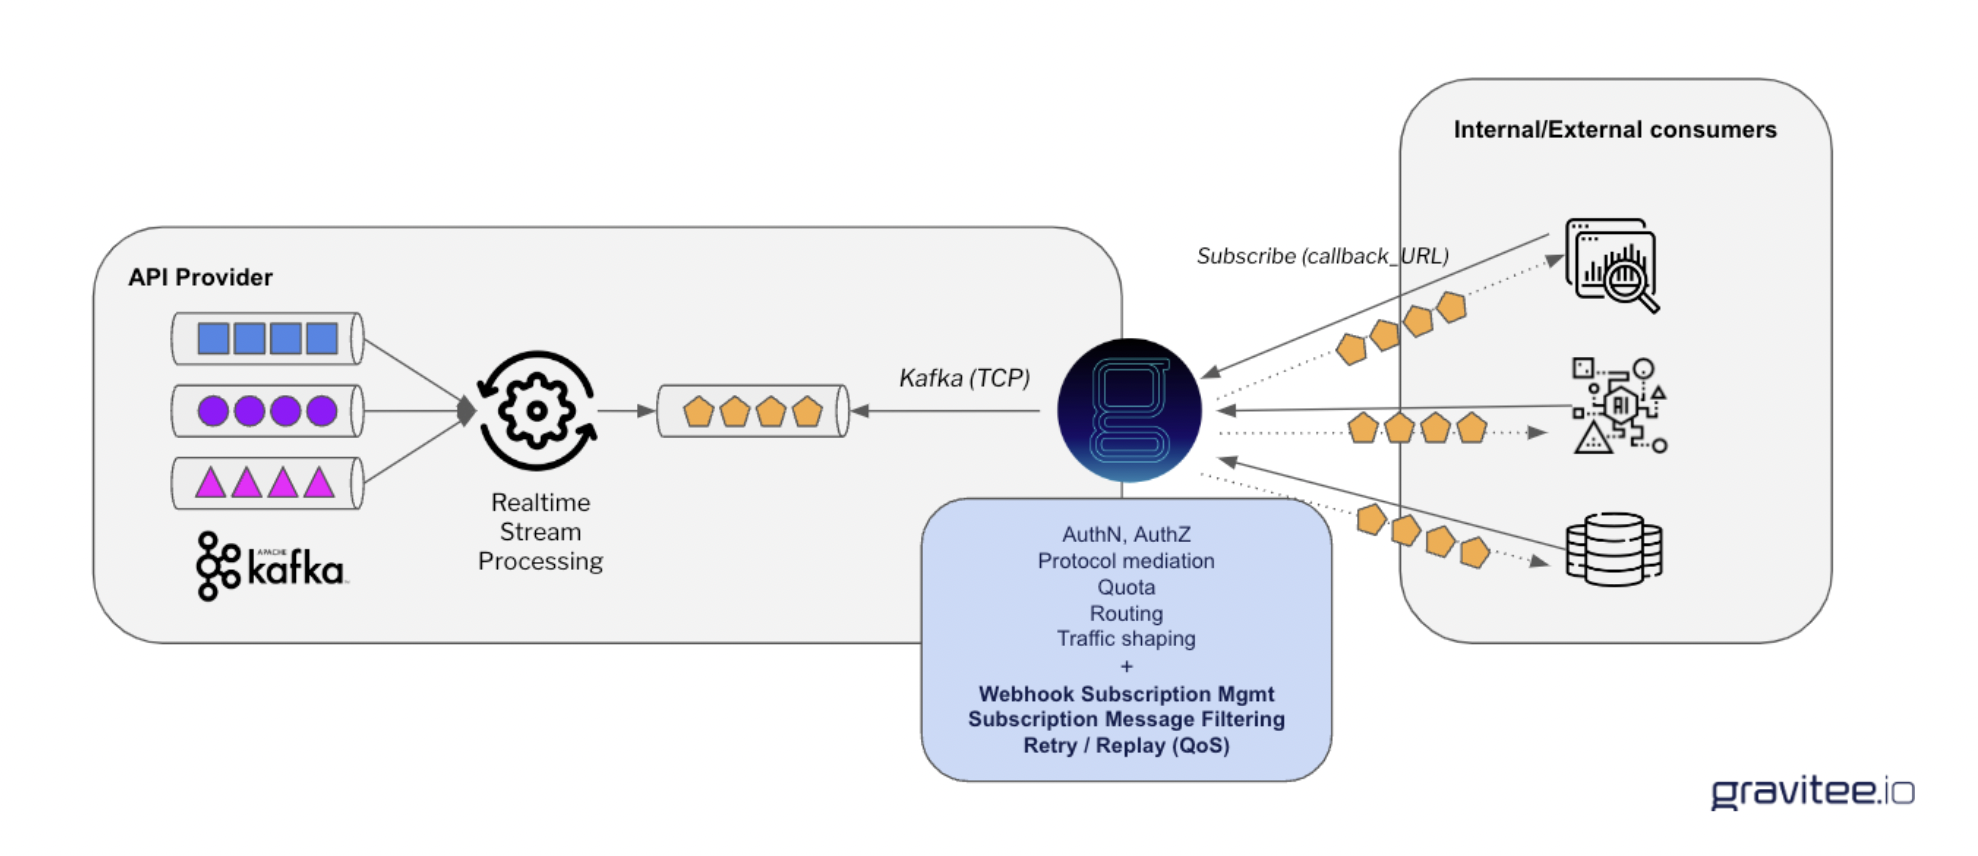 Internal/External consumers
Subscribe (callback_URL)
API Provider
Kafka (TCP)
AI
Realtime
Stream
Processing
APACHE
kafka
AuthN, AuthZ
Protocol mediation
Quota
Routing
Traffic shaping
+
Webhook Subscription Mgmt
Subscription Message Filtering
Retry / Replay (QoS)
gravitee.io